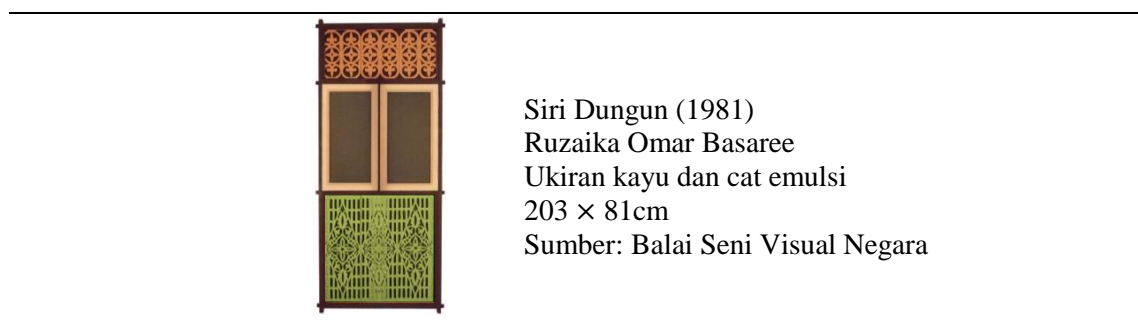 Siri Dungun (1981)
Ruzaika Omar Basaree
Ukiran kayu dan cat emulsi
203 × 81cm
Sumber: Balai Seni Visual Negara